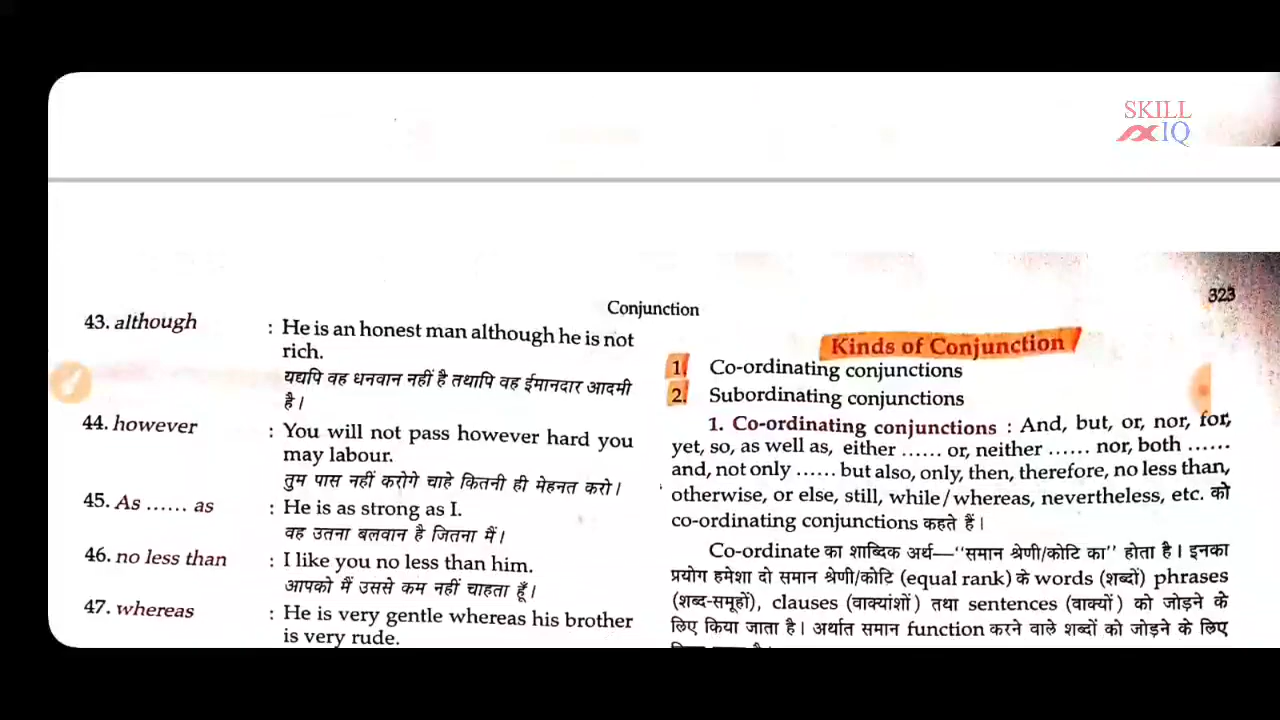 SKILL
IQ
Conjunction
323
43. although : He is an honest man although he is not
rich.
यद्यपि वह धनवान नहीं है तथापि वह ईमानदार आदमी
है।
44. however : You will not pass however hard you
may labour.
तुम पास नहीं करोगे चाहे कितनी ही मेहनत करो।
45. As ...... as : He is as strong as I.
वह उतना बलवान है जितना मैं।
46. no less than : I like you no less than him.
आपको मैं उससे कम नहीं चाहता हूँ।
47. whereas : He is very gentle whereas his brother
is very rude.
Kinds of Conjunction
1. Co-ordinating conjunctions
2. Subordinating conjunctions
1. Co-ordinating conjunctions : And, but, or, nor, for,
yet, so, as well as, either ...... or, neither ...... nor, both ......
and, not only ...... but also, only, then, therefore, no less than,
otherwise, or else, still, while/whereas, nevertheless, etc. को
co-ordinating conjunctions कहते हैं।
Co-ordinate का शाब्दिक अर्थ—“समान श्रेणी/कोटि का” होता है। इनका
प्रयोग हमेशा दो समान श्रेणी/कोटि (equal rank) के words (शब्दों) phrases
(शब्द-समूहों), clauses (वाक्यांशों) तथा sentences (वाक्यों) को जोड़ने के
लिए किया जाता है। अर्थात समान function करने वाले शब्दों को जोड़ने के लिए